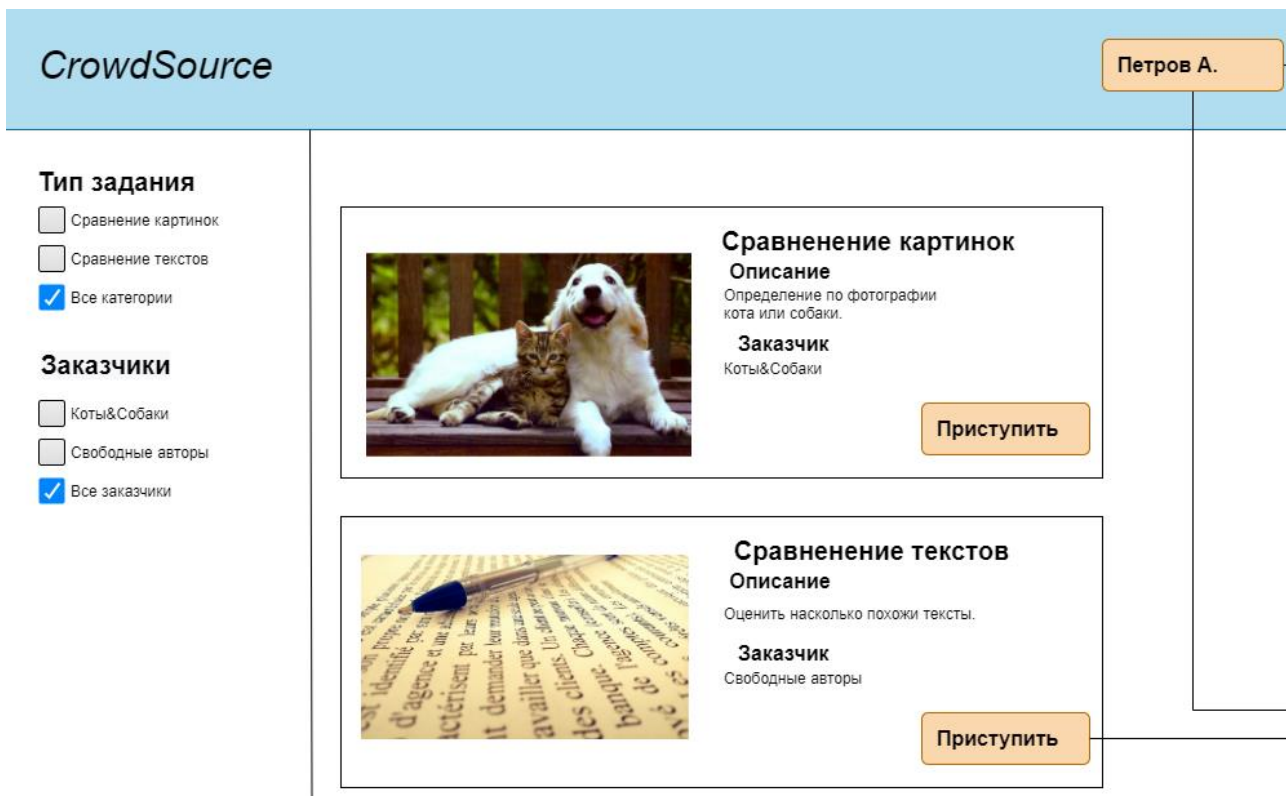 CrowdSource
Петров А.
Тип задания
Сравнение картинок
Сравнение текстов
Все категории
Заказчики
Коты&Собаки
Свободные авторы
Все заказчики
Сравненение картинок
Описание
Определение по фотографии
кота или собаки.
Заказчик
Коты&Собаки
Приступить
Сравненение текстов
Описание
Оценить насколько похожи тексты.
Заказчик
Свободные авторы
Приступить